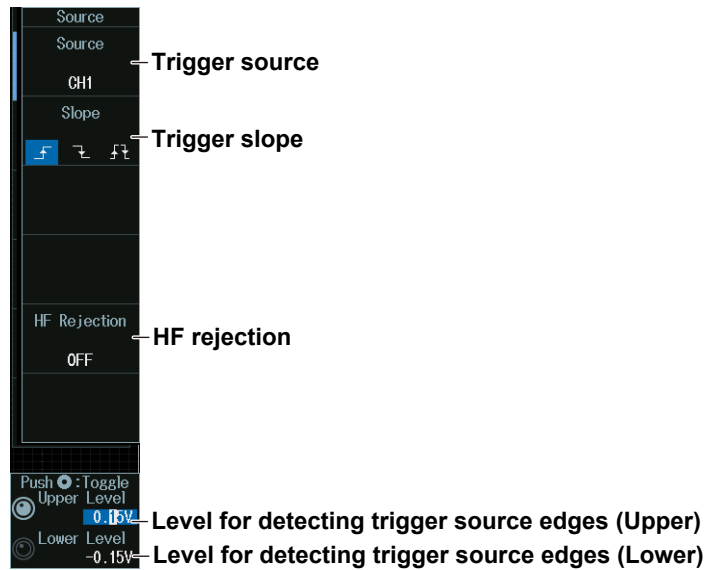 Source
Source
Trigger source
CH1
Slope
Trigger slope
HF Rejection
HF rejection
OFF
Push :Toggle
Upper Level
0.15V
Level for detecting trigger source edges (Upper)
Lower Level
-0.15V
Level for detecting trigger source edges (Lower)